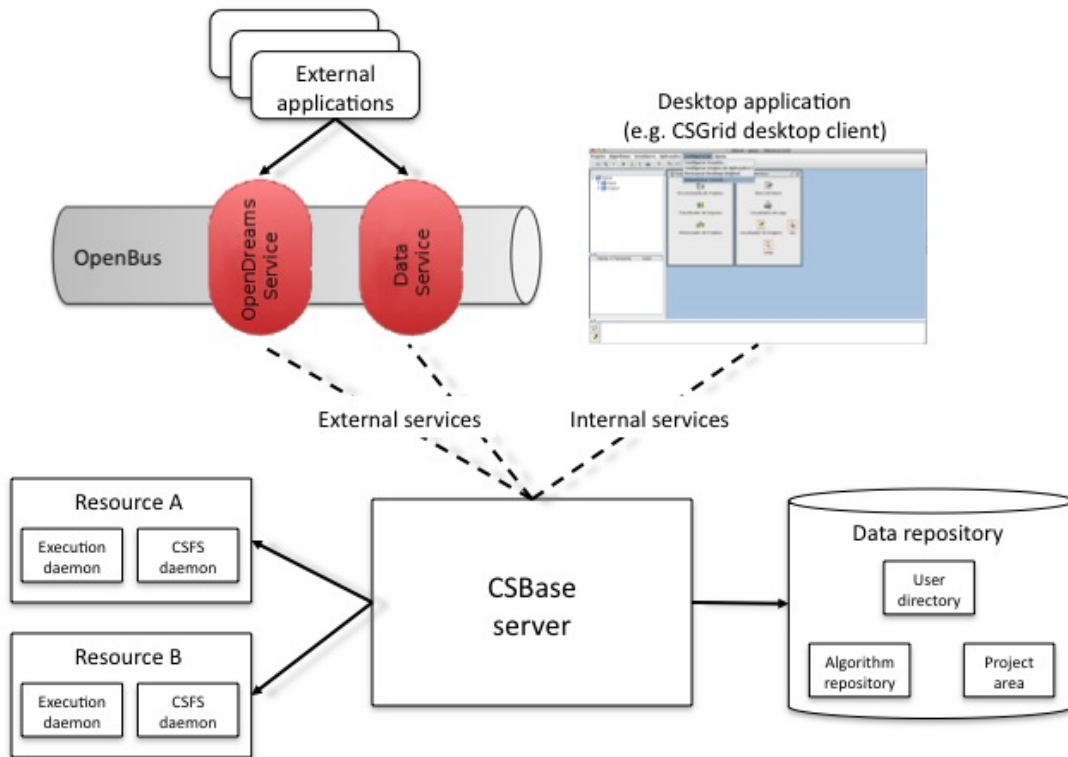 External
applications
Desktop application
(e.g. CSGrid desktop client)
OpenBus
OpenDreams
Service
Data
Service
External services
Internal services
Resource A
Execution
daemon
CSFS
daemon
Resource B
Execution
daemon
CSFS
daemon
CSBase
server
Data repository
User
directory
Algorithm
repository
Project
area